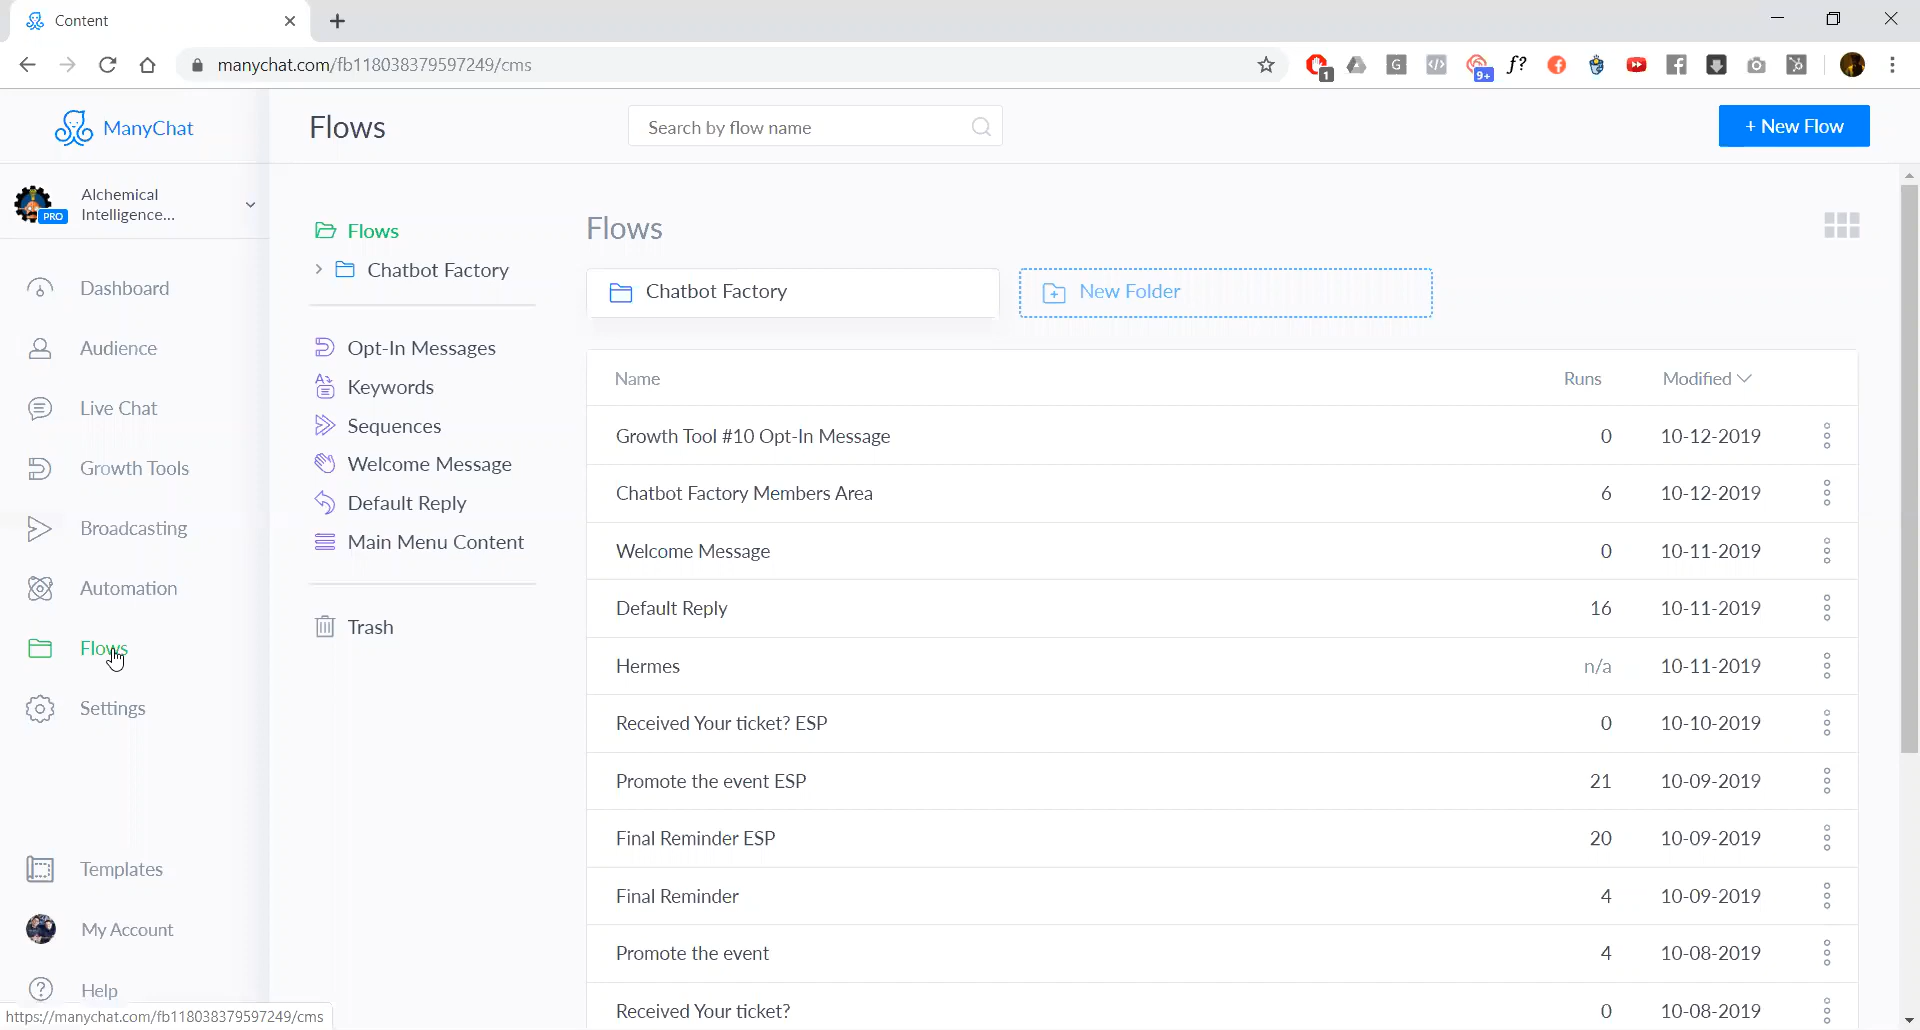 Content
manychat.com/fb118038379597249/cms
1
G
9+
f?
ManyChat
Flows
Search by flow name
+ New Flow
Alchemical
Intelligence...
PRO
Dashboard
Audience
Live Chat
Growth Tools
Broadcasting
Automation
Flows
Settings
Templates
My Account
Help
https://manychat.com/fb118038379597249/cms
Flows
Chatbot Factory
Opt-In Messages
Keywords
Sequences
Welcome Message
Default Reply
Main Menu Content
Trash
Flows
Chatbot Factory
New Folder
Name Runs Modified
Growth Tool #10 Opt-In Message 0 10-12-2019
Chatbot Factory Members Area 6 10-12-2019
Welcome Message 0 10-11-2019
Default Reply 16 10-11-2019
Hermes n/a 10-11-2019
Received Your ticket? ESP 0 10-10-2019
Promote the event ESP 21 10-09-2019
Final Reminder ESP 20 10-09-2019
Final Reminder 4 10-09-2019
Promote the event 4 10-08-2019
Received Your ticket? 0 10-08-2019